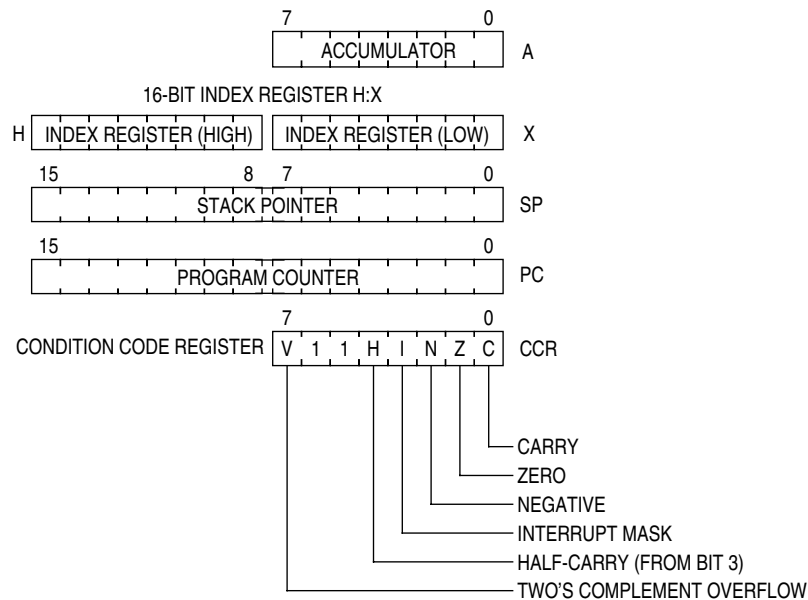 7 0
ACCUMULATOR A
16-BIT INDEX REGISTER H:X
H INDEX REGISTER (HIGH) INDEX REGISTER (LOW) X
15 8 7 0
STACK POINTER SP
15 0
PROGRAM COUNTER PC
7 0
CONDITION CODE REGISTER V 1 1 H I N Z C CCR
CARRY
ZERO
NEGATIVE
INTERRUPT MASK
HALF-CARRY (FROM BIT 3)
TWO'S COMPLEMENT OVERFLOW